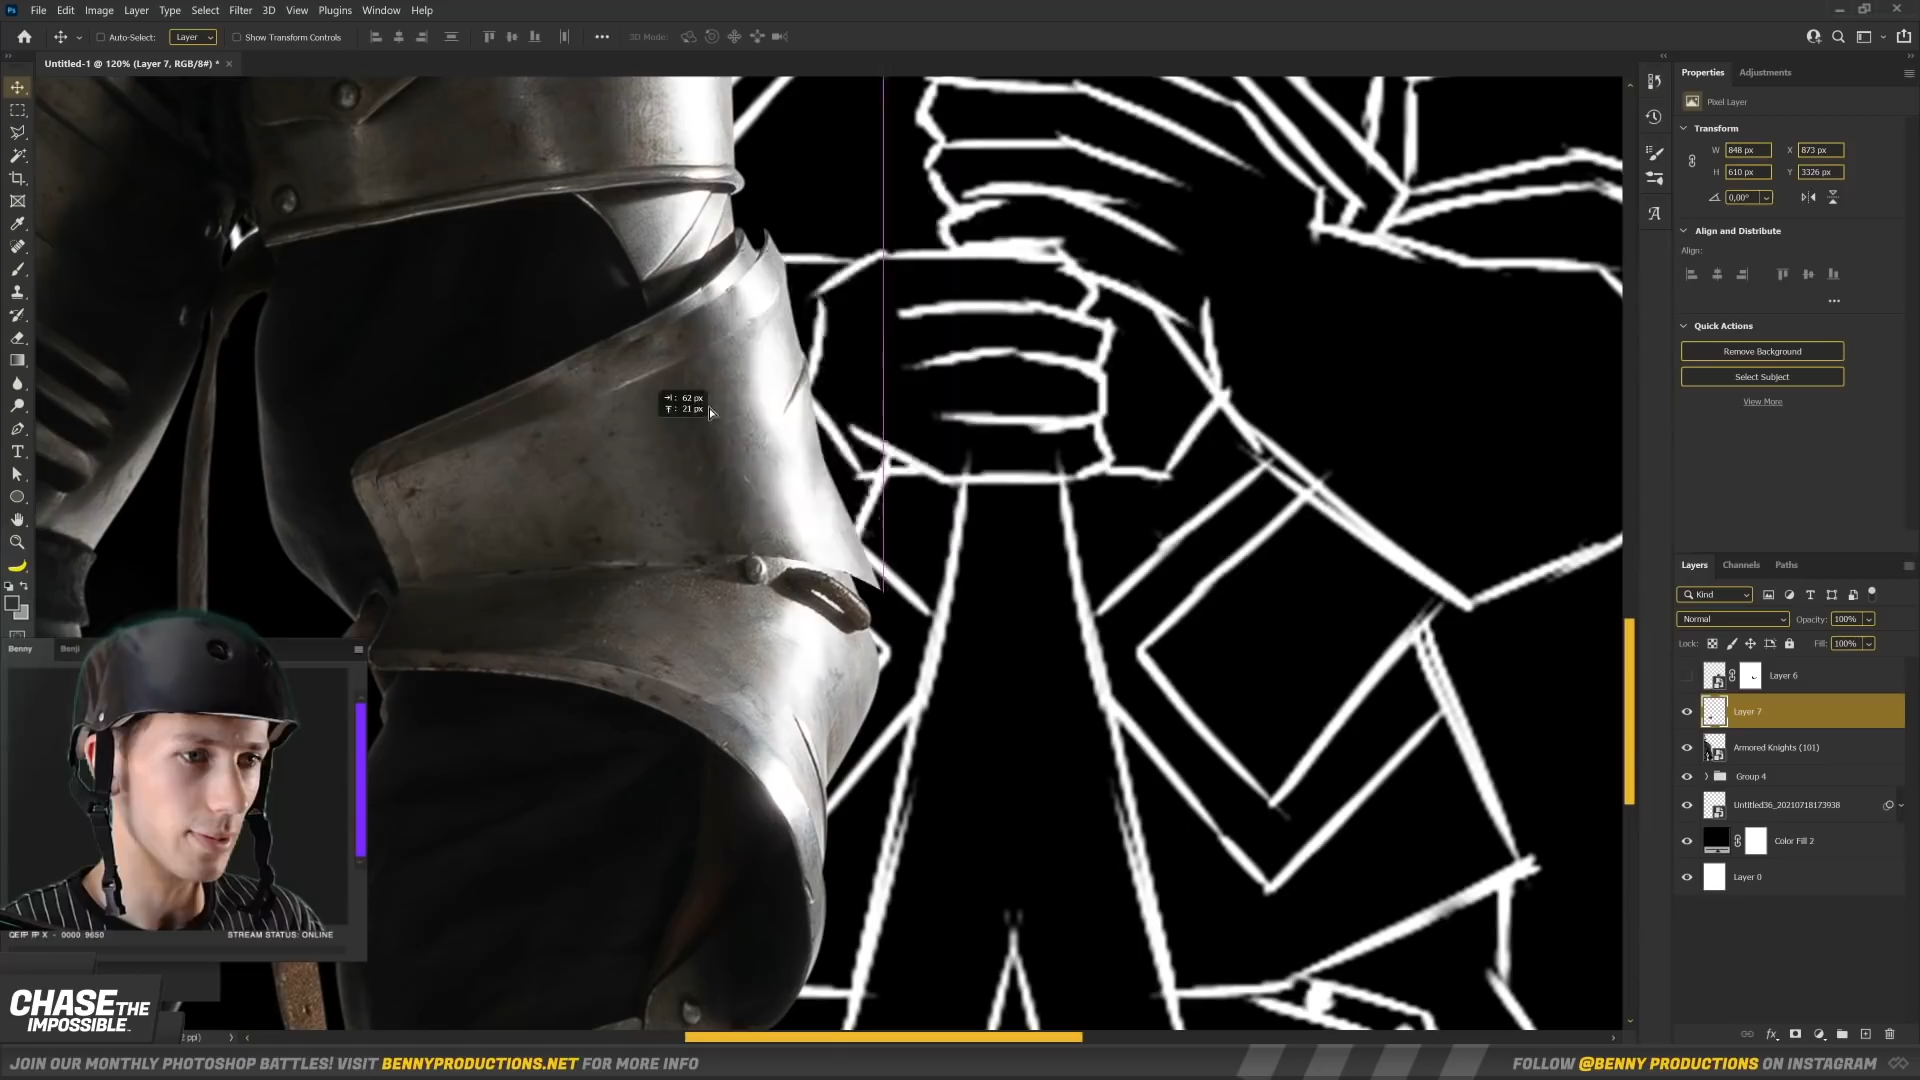 Ps File Edit Image Layer Type Select Filter 3D View Plugins Window Help
Auto-Select: Layer Show Transform Controls 3D Mode:
Untitled-1 @ 120% (Layer 7, RGB/8#) *
Properties Adjustments
Pixel Layer
Transform
W 848 px X 873 px
H 610 px Y 3326 px
0,00°
Align and Distribute
Align:
Quick Actions
Remove Background
Select Subject
View More
62 px
21 px
Layers Channels Paths
Kind
Normal Opacity: 100%
Lock: Fill: 100%
Layer 6
Layer 7
Armored Knights (101)
Group 4
Untitled36_20210718173938
Color Fill 2
Layer 0
Benny Benji
0000 9650 STREAM STATUS: ONLINE
CHASE THE
IMPOSSIBLE
ppi)
JOIN OUR MONTHLY PHOTOSHOP BATTLES! VISIT BENNYPRODUCTIONS.NET FOR MORE INFO
FOLLOW @BENNY PRODUCTIONS ON INSTAGRAM